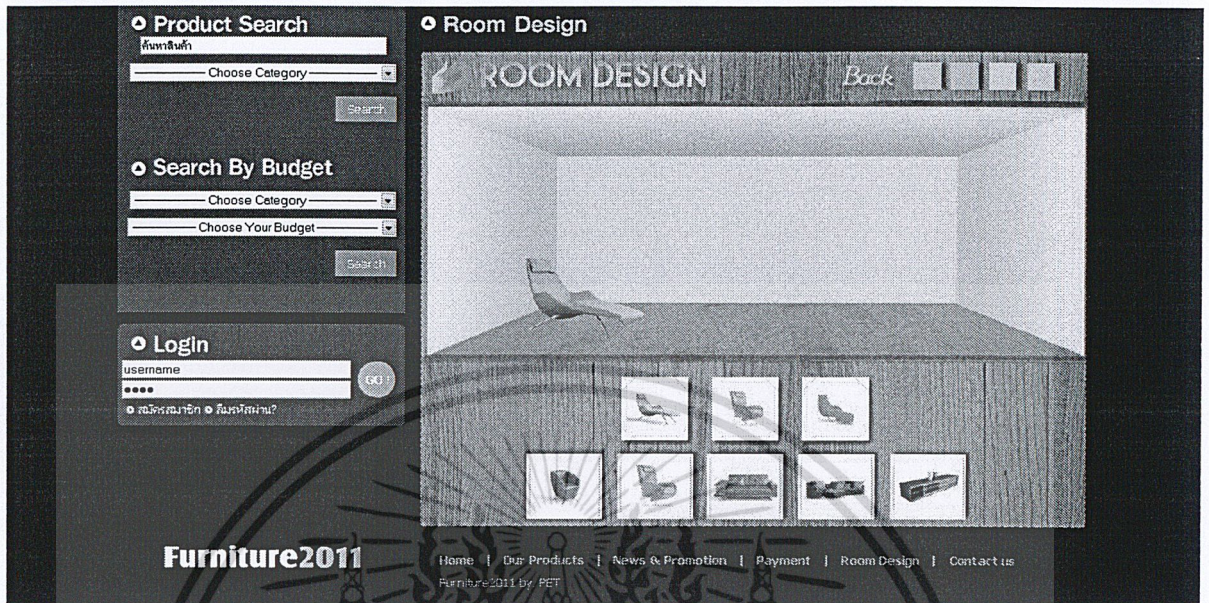 Product Search
ค้นหาสินค้า
Choose Category
Search
Search By Budget
Choose Category
Choose Your Budget
Search
Login
username
GO !
สมัครสมาชิก ลืมรหัสผ่าน?
Room Design
ROOM DESIGN Back
Furniture2011
Home | Our Products | News & Promotion | Payment | Room Design | Contact us
Furniture2011 by PET